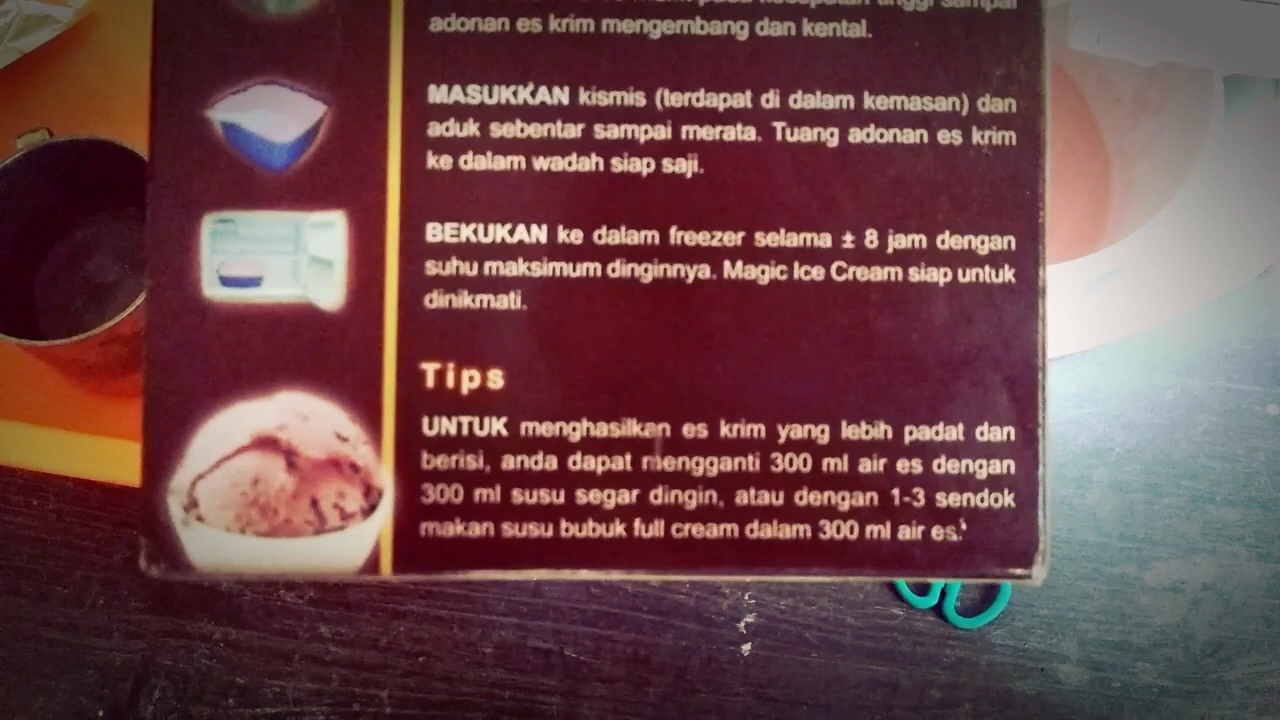 tinggi sampai
adonan es krim mengembang dan kental.
MASUKKAN kismis (terdapat di dalam kemasan) dan
aduk sebentar sampai merata. Tuang adonan es krim
ke dalam wadah siap saji.
BEKUKAN ke dalam freezer selama ± 8 jam dengan
suhu maksimum dinginnya. Magic Ice Cream siap untuk
dinikmati.
Tips
UNTUK menghasilkan es krim yang lebih padat dan
berisi, anda dapat mengganti 300 ml air es dengan
300 ml susu segar dingin, atau dengan 1-3 sendok
makan susu bubuk full cream dalam 300 ml air es.